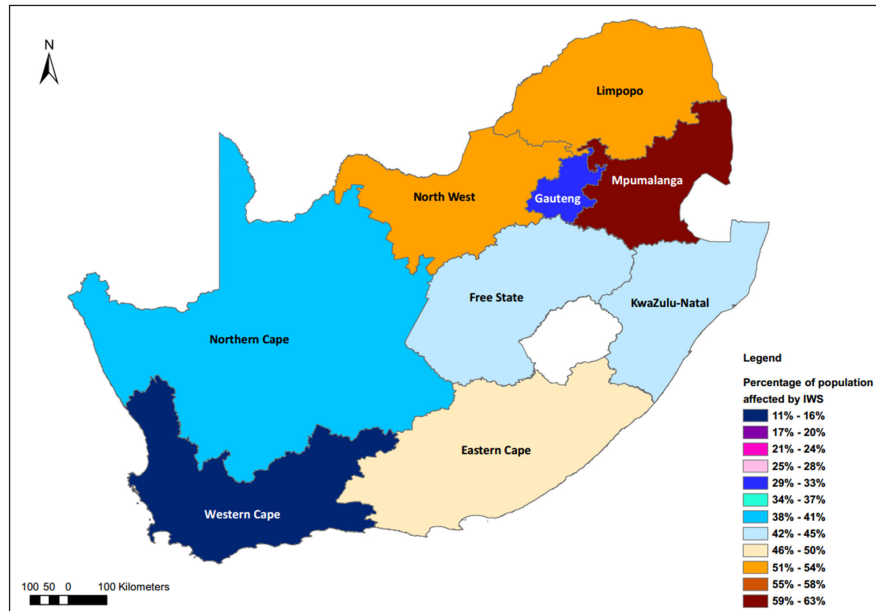 N
Limpopo
Mpumalanga
North West
Gauteng
Free State
KwaZulu-Natal
Northern Cape
Eastern Cape
Western Cape
Legend
Percentage of population
affected by IWS
11% - 16%
17% - 20%
21% - 24%
25% - 28%
29% - 33%
34% - 37%
38% - 41%
42% - 45%
46% - 50%
51% - 54%
55% - 58%
59% - 63%
100 50 0 100 Kilometers